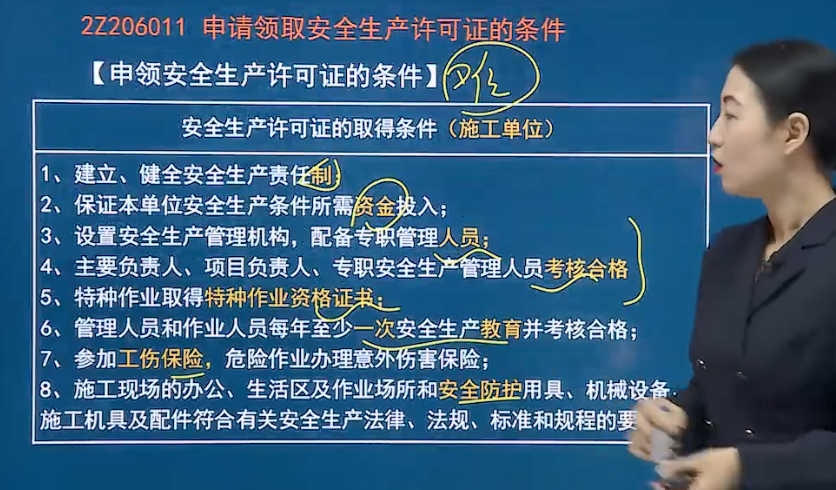 2Z206011 申请领取安全生产许可证的条件
【申领安全生产许可证的条件】
安全生产许可证的取得条件（施工单位）
1、建立、健全安全生产责任制;
2、保证本单位安全生产条件所需资金投入;
3、设置安全生产管理机构，配备专职管理人员;
4、主要负责人、项目负责人、专职安全生产管理人员考核合格
5、特种作业取得特种作业资格证书;
6、管理人员和作业人员每年至少一次安全生产教育并考核合格;
7、参加工伤保险，危险作业办理意外伤害保险;
8、施工现场的办公、生活区及作业场所和安全防护用具、机械设备、
施工机具及配件符合有关安全生产法律、法规、标准和规程的要